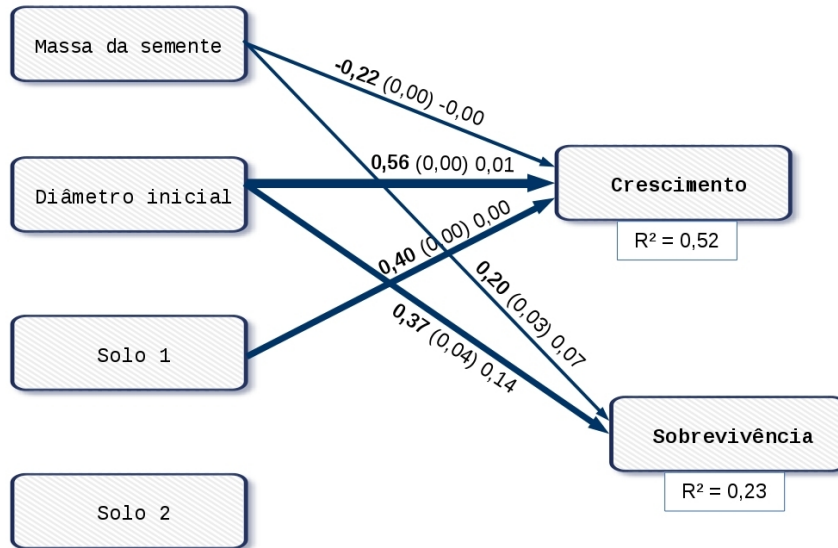 Massa da semente
-0,22 (0,00) -0,00
Diâmetro inicial
0,56 (0,00) 0,01
Crescimento
R² = 0,52
0,40 (0,00) 0,00
0,20 (0,03) 0,07
Solo 1
0,37 (0,04) 0,14
Sobrevivência
R² = 0,23
Solo 2